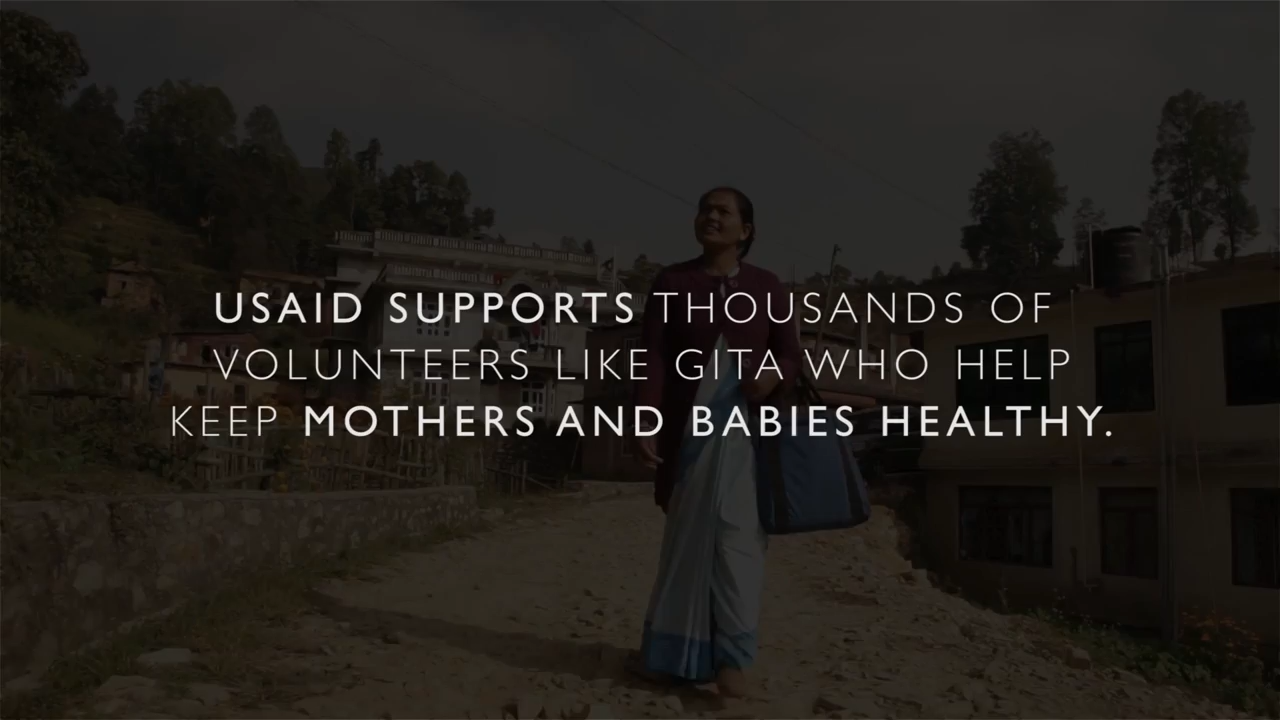 USAID SUPPORTS THOUSANDS OF
VOLUNTEERS LIKE GITA WHO HELP
KEEP MOTHERS AND BABIES HEALTHY.